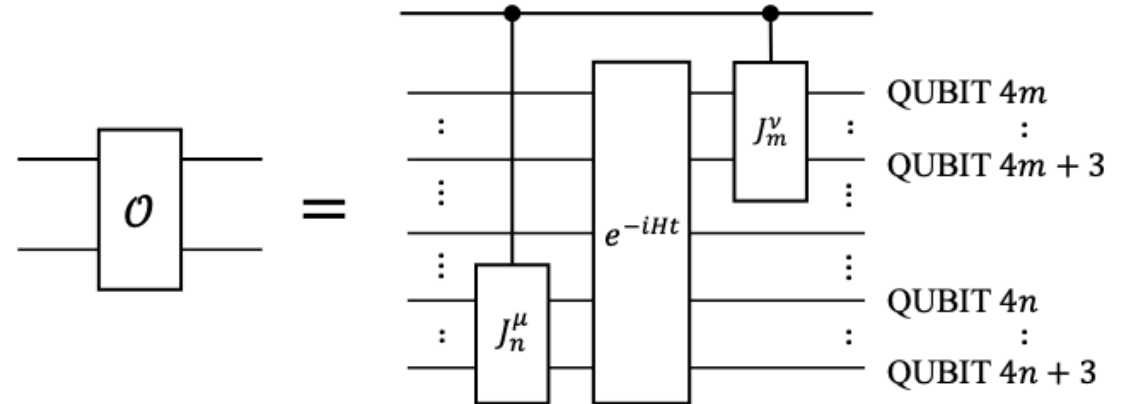 QUBIT 4m
J_m^ν
QUBIT 4m + 3
𝒪
=
e^{-iHt}
QUBIT 4n
J_n^μ
QUBIT 4n + 3